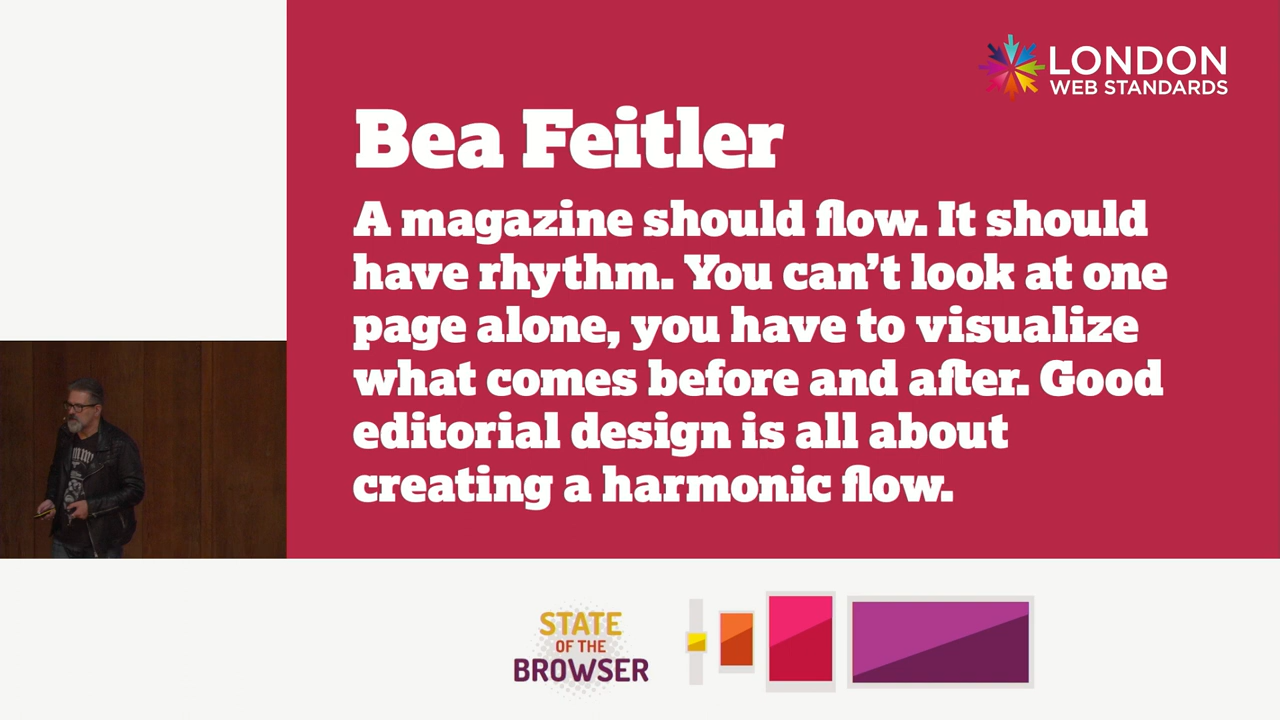 LONDON
WEB STANDARDS
Bea Feitler
A magazine should flow. It should
have rhythm. You can’t look at one
page alone, you have to visualize
what comes before and after. Good
editorial design is all about
creating a harmonic flow.
STATE
OF THE
BROWSER